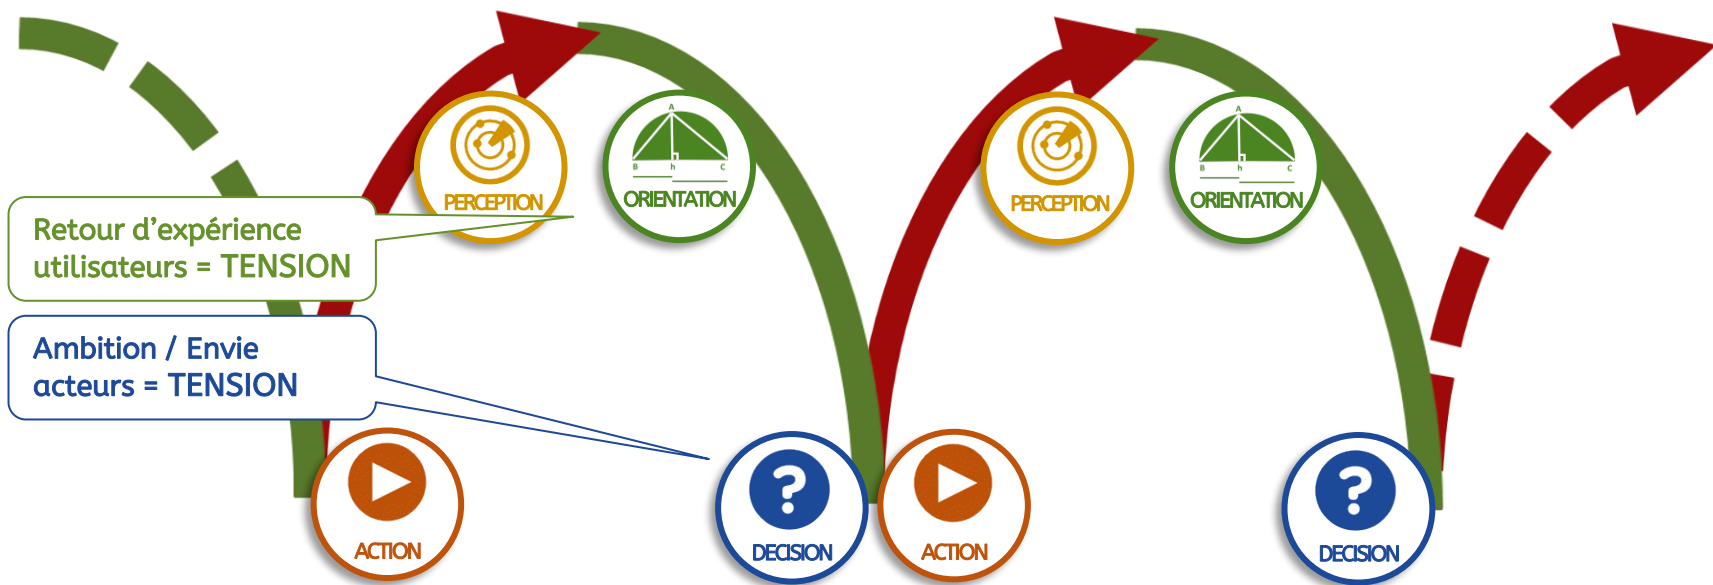 A
B h C
PERCEPTION
ORIENTATION
A
B h C
PERCEPTION
ORIENTATION
Retour d'expérience
utilisateurs = TENSION
Ambition / Envie
acteurs = TENSION
?
?
ACTION
DECISION
ACTION
DECISION